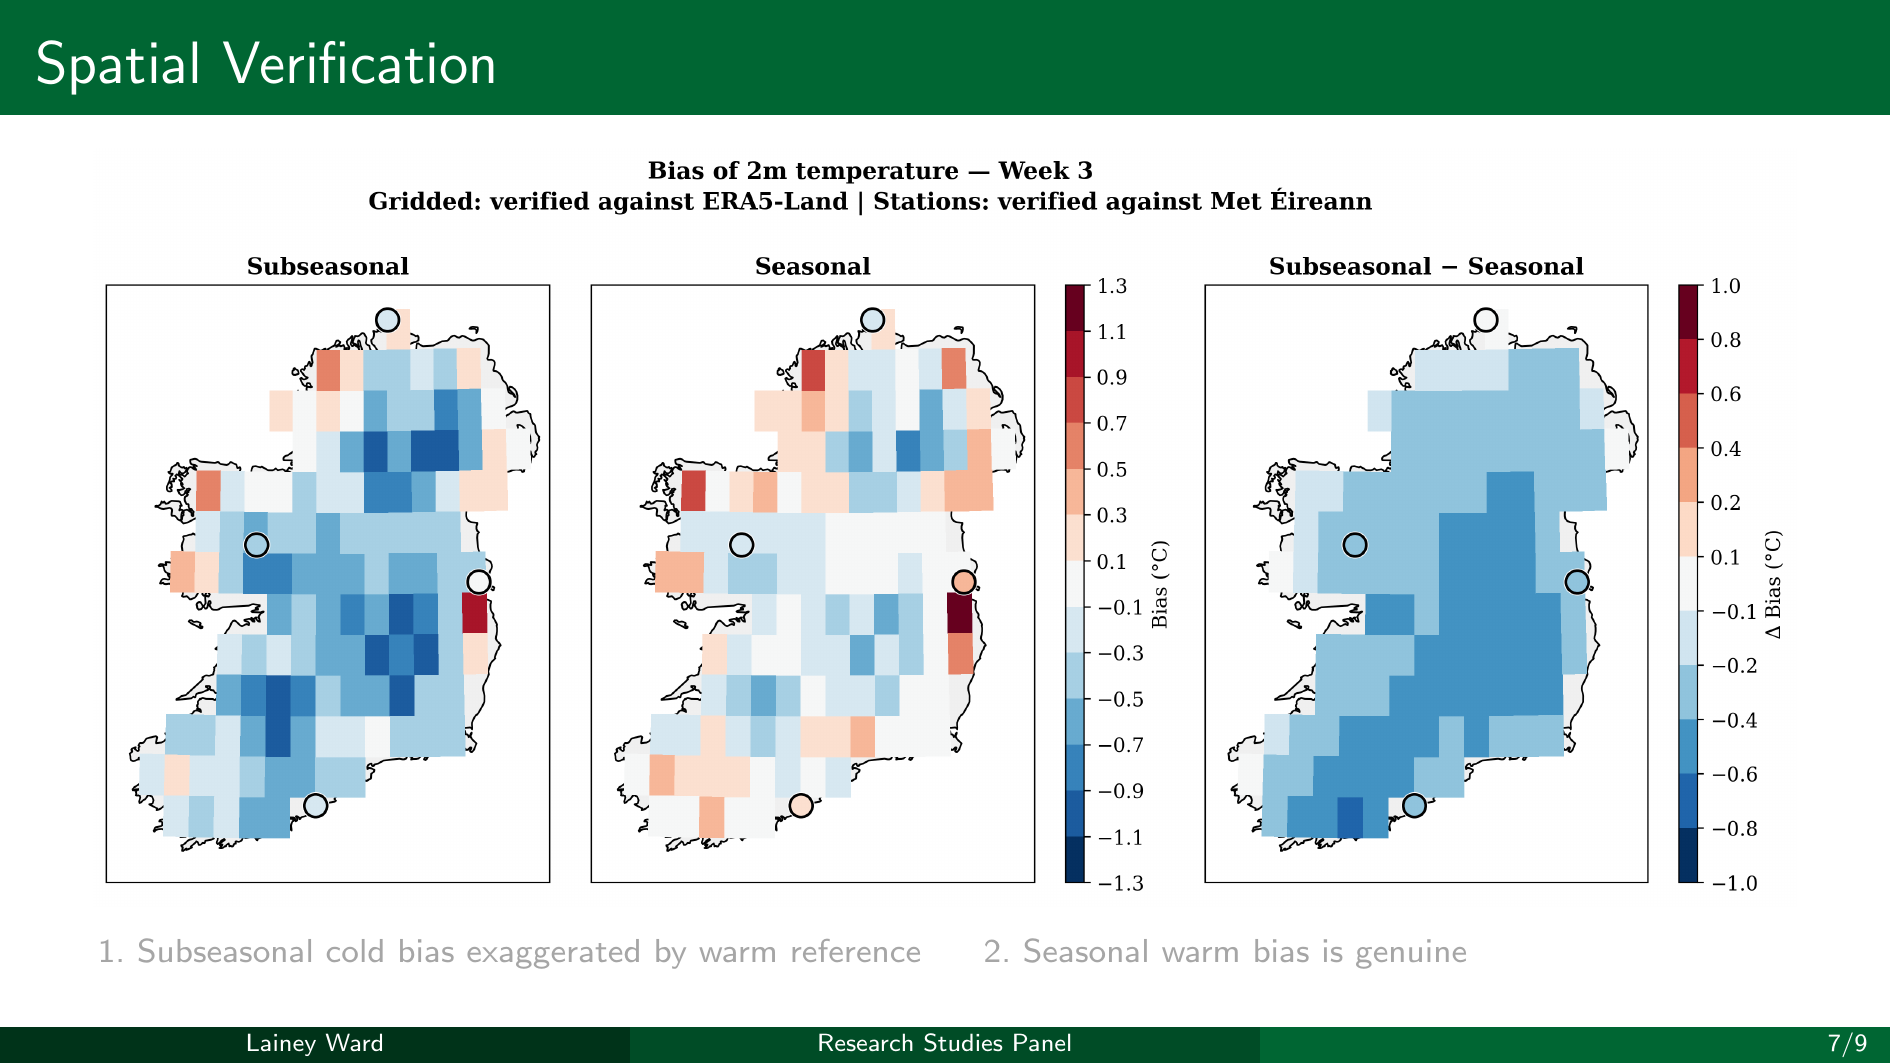 Spatial Verification
Bias of 2m temperature — Week 3
Gridded: verified against ERA5-Land | Stations: verified against Met Éireann
Subseasonal
Seasonal
Subseasonal − Seasonal
1.3
1.1
0.9
0.7
0.5
0.3
0.1
−0.1
−0.3
−0.5
−0.7
−0.9
−1.1
−1.3
Bias (°C)
1.0
0.8
0.6
0.4
0.2
0.1
−0.1
−0.2
−0.4
−0.6
−0.8
−1.0
Δ Bias (°C)
1. Subseasonal cold bias exaggerated by warm reference
2. Seasonal warm bias is genuine
Lainey Ward
Research Studies Panel
7/9